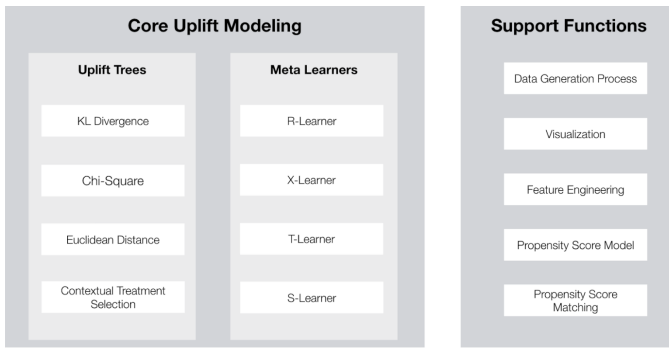 Core Uplift Modeling
Uplift Trees
KL Divergence
Chi-Square
Euclidean Distance
Contextual Treatment
Selection
Meta Learners
R-Learner
X-Learner
T-Learner
S-Learner
Support Functions
Data Generation Process
Visualization
Feature Engineering
Propensity Score Model
Propensity Score
Matching